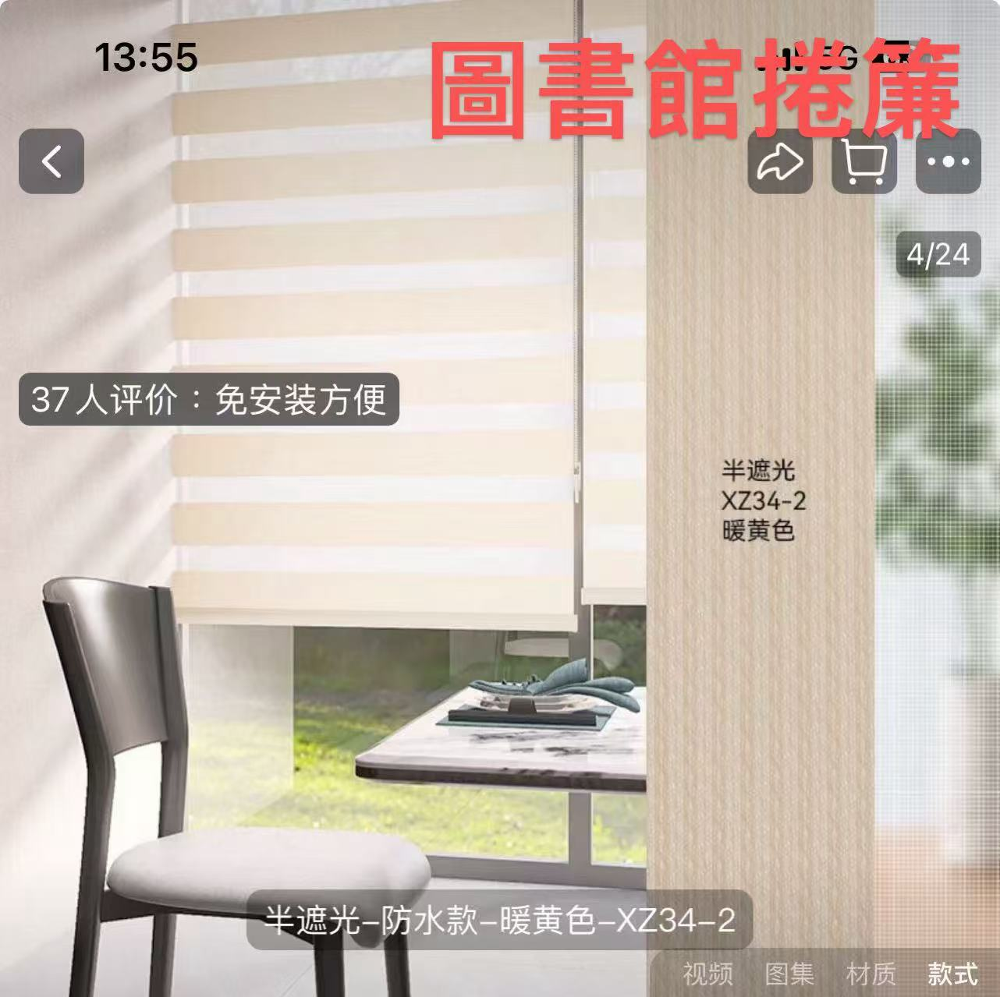 13:55
5G
圖書館捲簾
4/24
37人评价：免安装方便
半遮光
XZ34-2
暖黄色
半遮光-防水款-暖黄色-XZ34-2
视频 图集 材质 款式